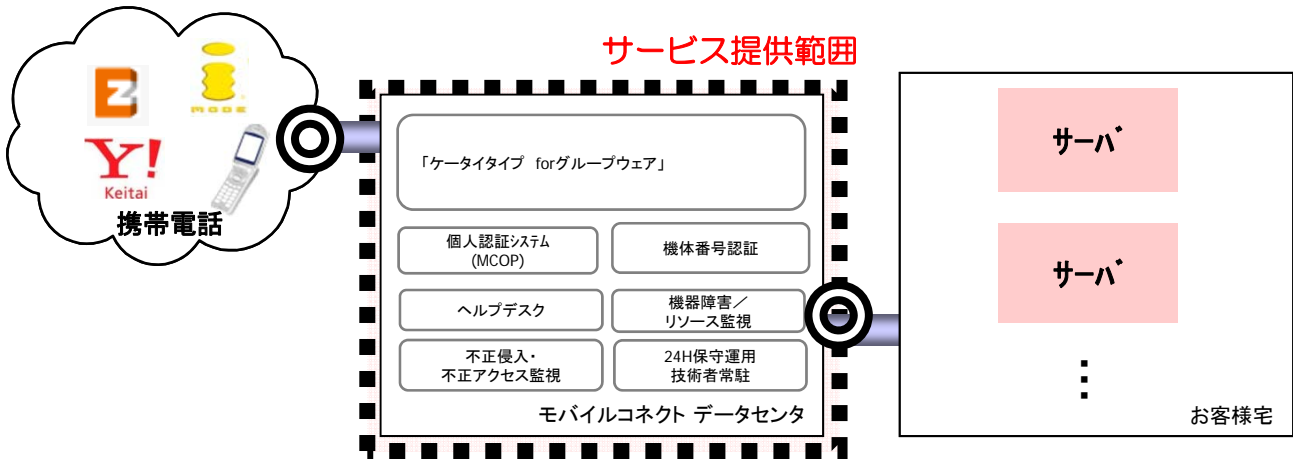 サービス提供範囲
EZ
i
MODE
Y!
Keitai
携帯電話
「ケータイタイプ forグループウェア」
個人認証システム
(MCOP)
機体番号認証
ヘルプデスク
機器障害／
リソース監視
不正侵入・
不正アクセス監視
24H保守運用
技術者常駐
モバイルコネクト データセンタ
サーバ
サーバ
⋮
お客様宅